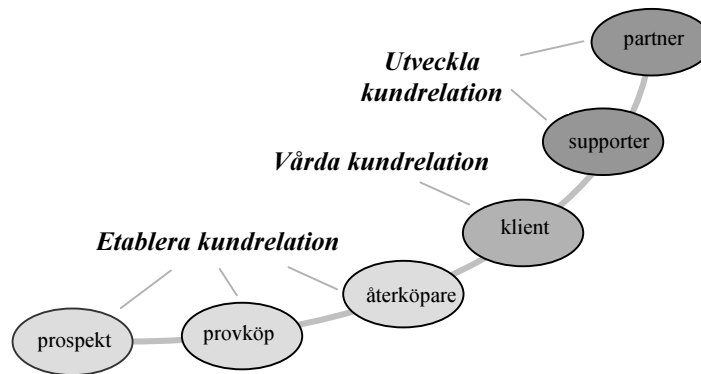 partner
Utveckla
kundrelation
supporter
Vårda kundrelation
klient
Etablera kundrelation
återköpare
provköp
prospekt